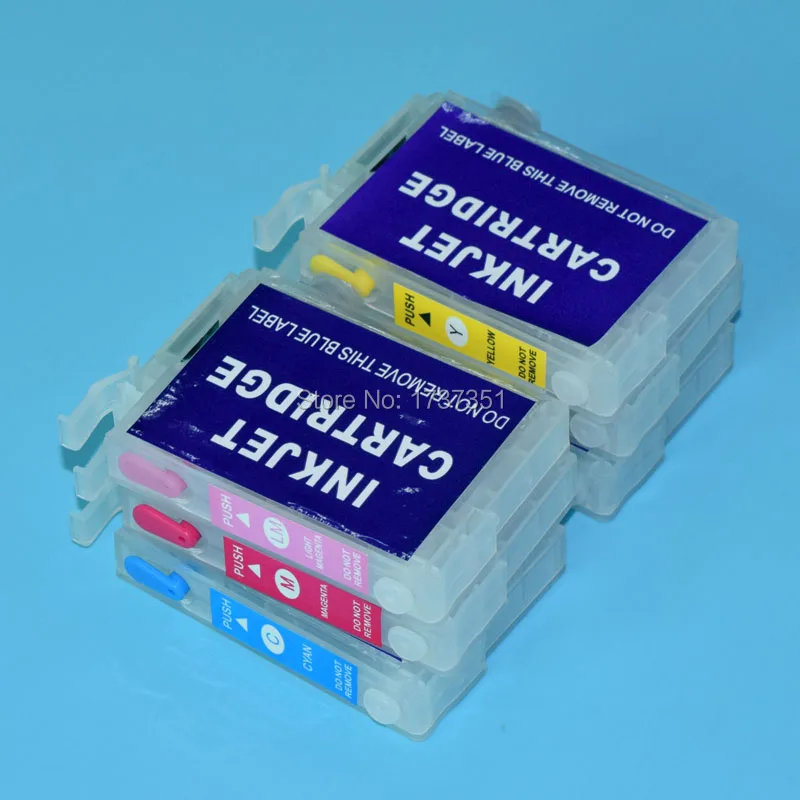 INKJET
CARTRIDGE
DO NOT REMOVE THIS BLUE LABEL
PUSH
Y
YELLOW
DO NOT
REMOVE
INKJET
CARTRIDGE
DO NOT REMOVE THIS BLUE LABEL
Store No: 1737351
PUSH
LM
LIGHT
MAGENTA
DO NOT
REMOVE
PUSH
M
MAGENTA
DO NOT
REMOVE
PUSH
C
CYAN
DO NOT
REMOVE